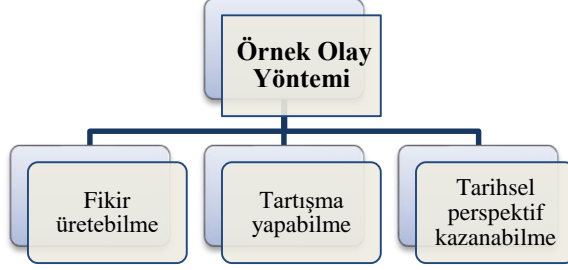 Örnek Olay
Yöntemi
Fikir
üretebilme
Tartışma
yapabilme
Tarihsel
perspektif
kazanabilme